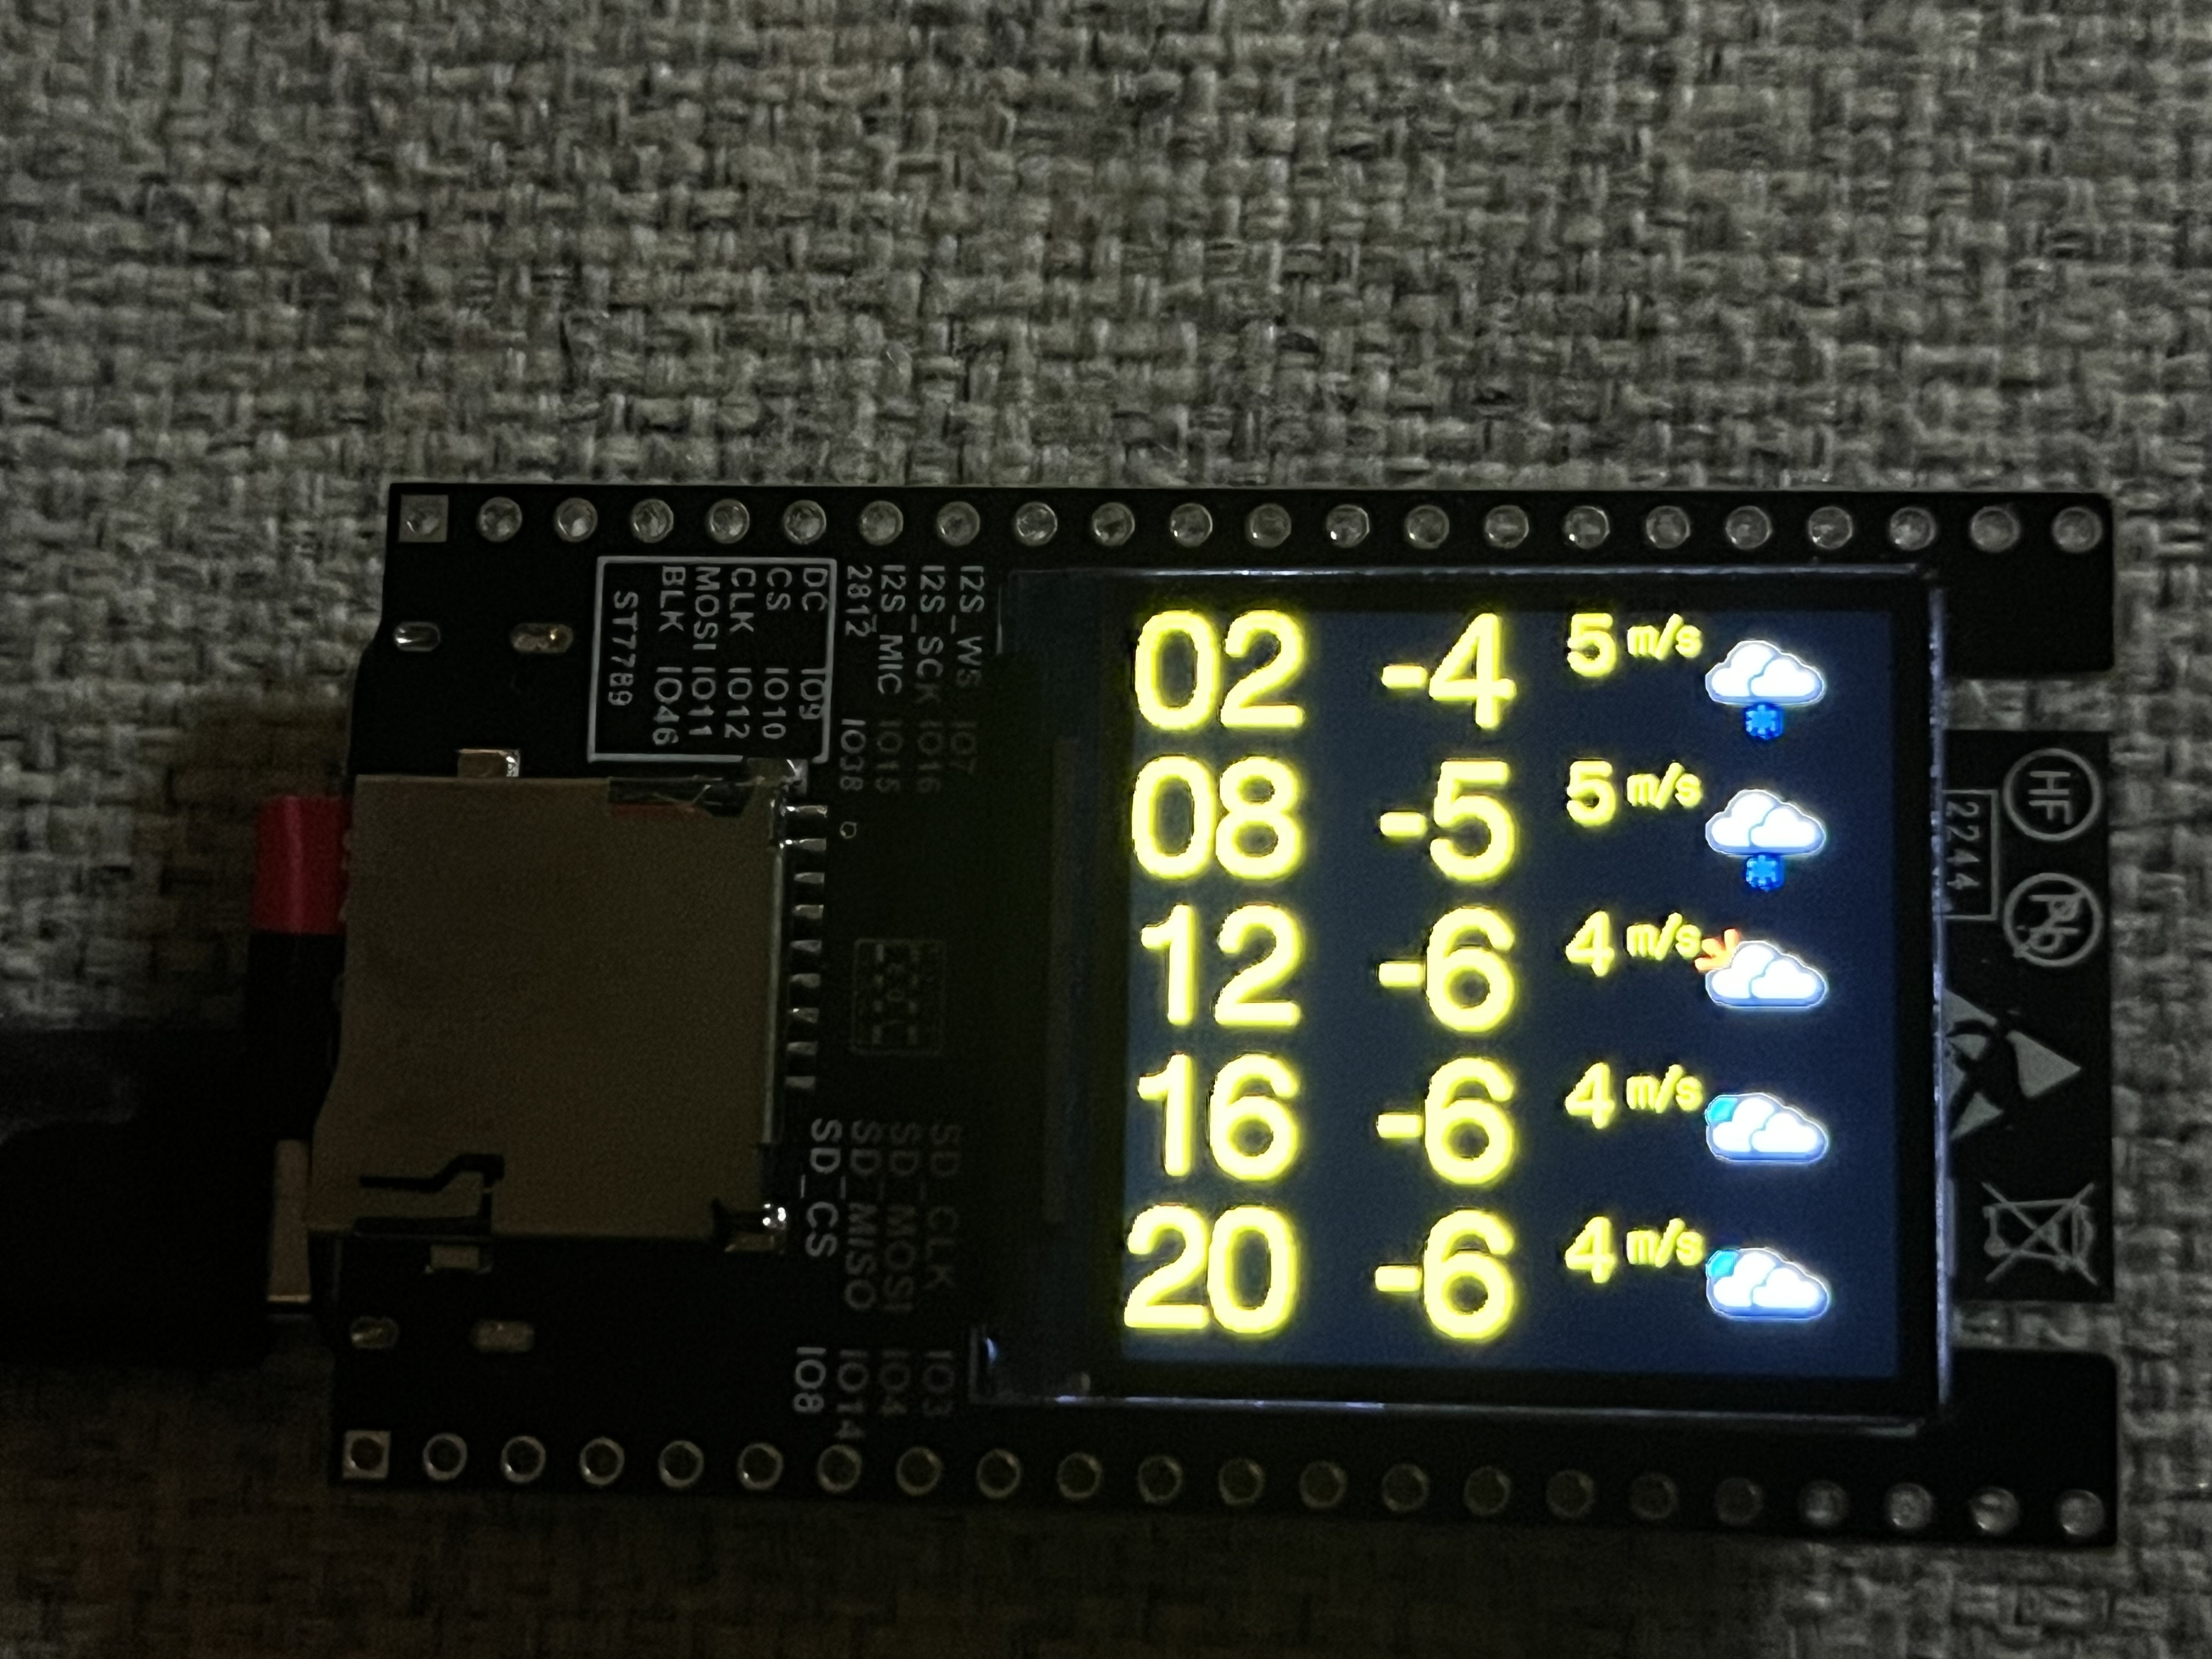 02 -4 5 m/s
08 -5 5 m/s
12 -6 4 m/s
16 -6 4 m/s
20 -6 4 m/s
I2S_WS IO7
I2S_SCK IO16
I2S_MIC IO15
2812 IO38
DC IO9
CS IO10
CLK IO12
MOSI IO11
BLK IO46
ST7789
SD_CLK IO3
SD_MOSI IO4
SD_MISO IO14
SD_CS IO8
HF
Pb
2244